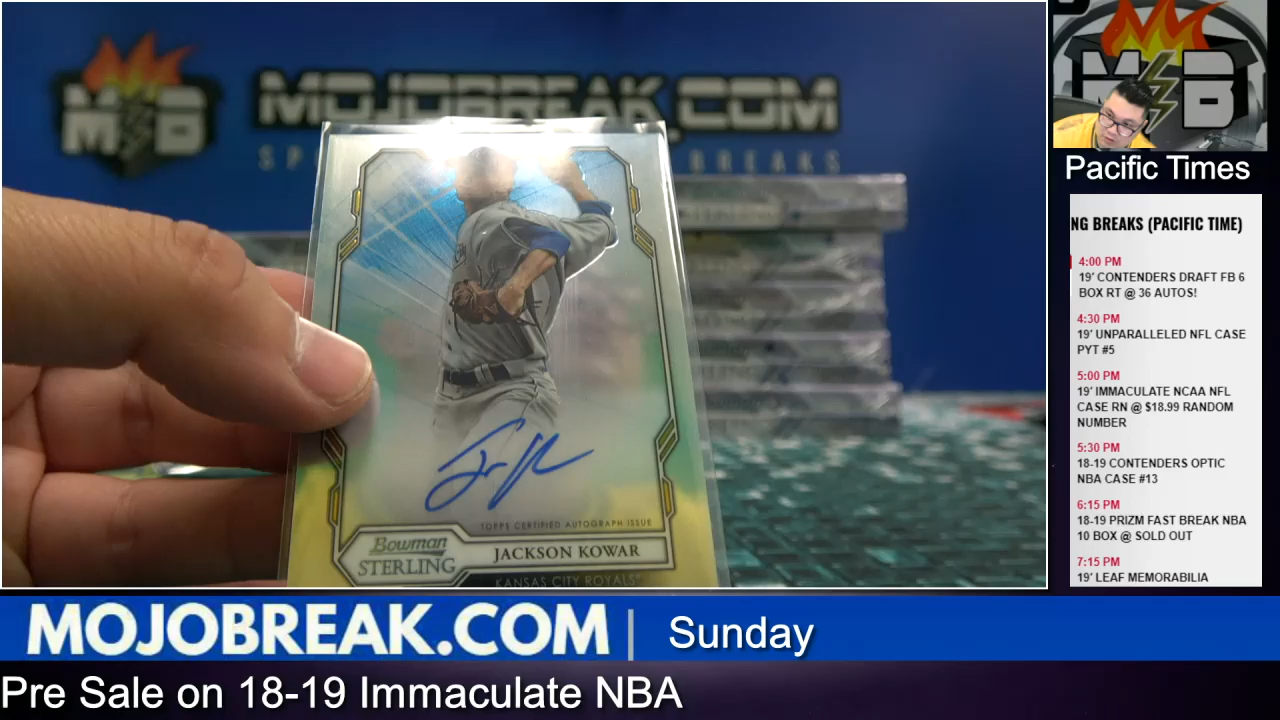 MOJOBREAK.COM
M B
TOPPS CERTIFIED AUTOGRAPH ISSUE
Bowman
STERLING
JACKSON KOWAR
KANSAS CITY ROYALS
M B
Pacific Times
NG BREAKS (PACIFIC TIME)
4:00 PM
19' CONTENDERS DRAFT FB 6
BOX RT @ 36 AUTOS!
4:30 PM
19' UNPARALLELED NFL CASE
PYT #5
5:00 PM
19' IMMACULATE NCAA NFL
CASE RN @ $18.99 RANDOM
NUMBER
5:30 PM
18-19 CONTENDERS OPTIC
NBA CASE #13
6:15 PM
18-19 PRIZM FAST BREAK NBA
10 BOX @ SOLD OUT
7:15 PM
19' LEAF MEMORABILIA
MOJOBREAK.COM | Sunday
Pre Sale on 18-19 Immaculate NBA